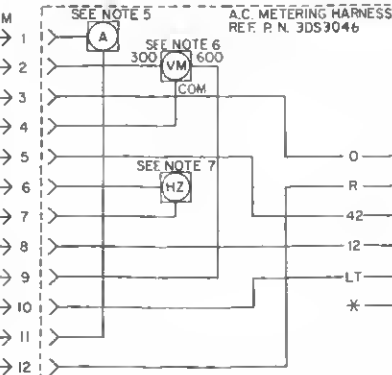 M
SEE NOTE 5
A.C. METERING HARNESS
REF. P. N. 3DS9046
1
A
SEE NOTE 6
2
300
VM
600
COM
3
4
5
O
SEE NOTE 7
6
HZ
R
7
42
8
12
9
LT
10
*
11
12